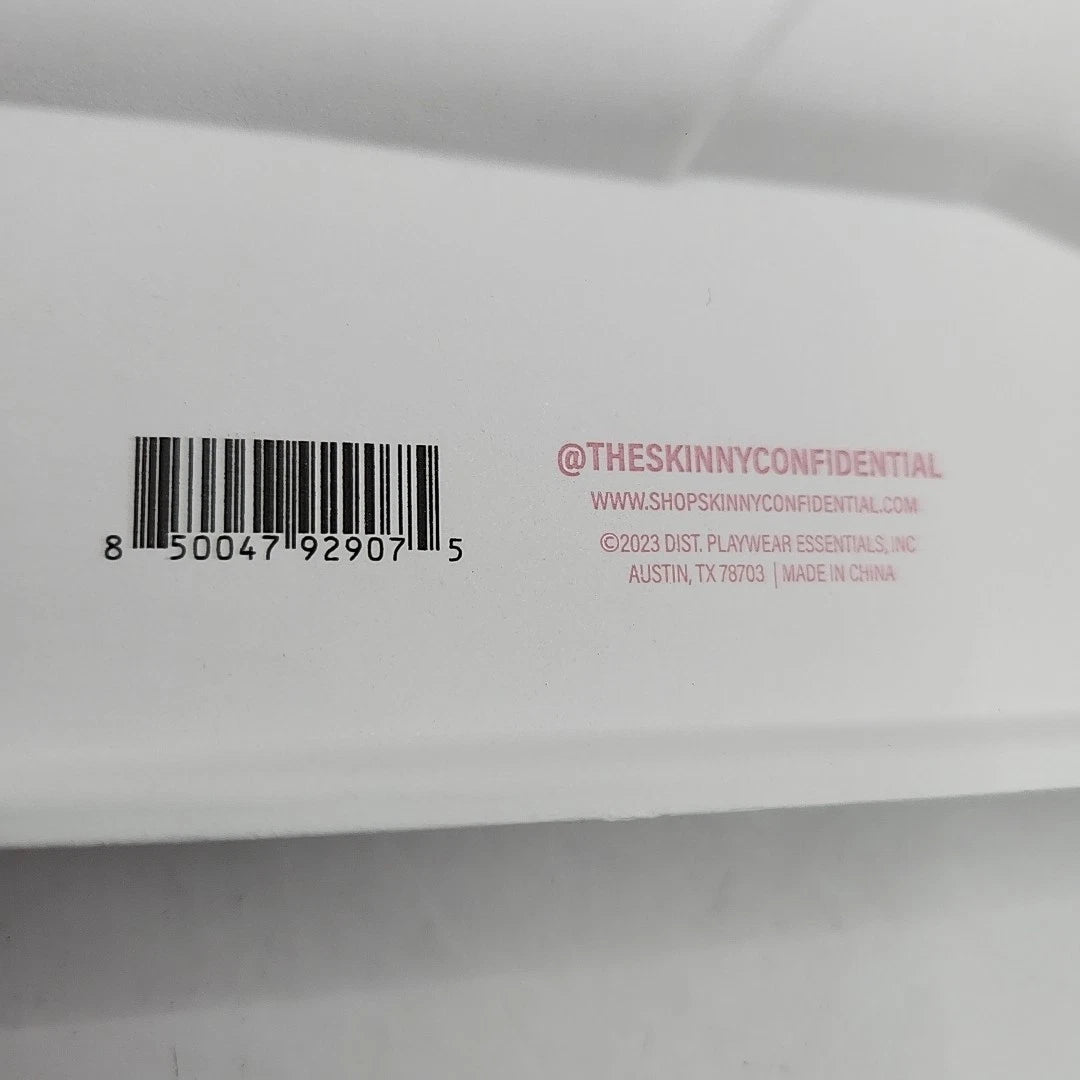 8 50047 92907 5
@THESKINNYCONFIDENTIAL
WWW.SHOPSKINNYCONFIDENTIAL.COM
©2023 DIST. PLAYWEAR ESSENTIALS, INC
AUSTIN, TX 78703 | MADE IN CHINA